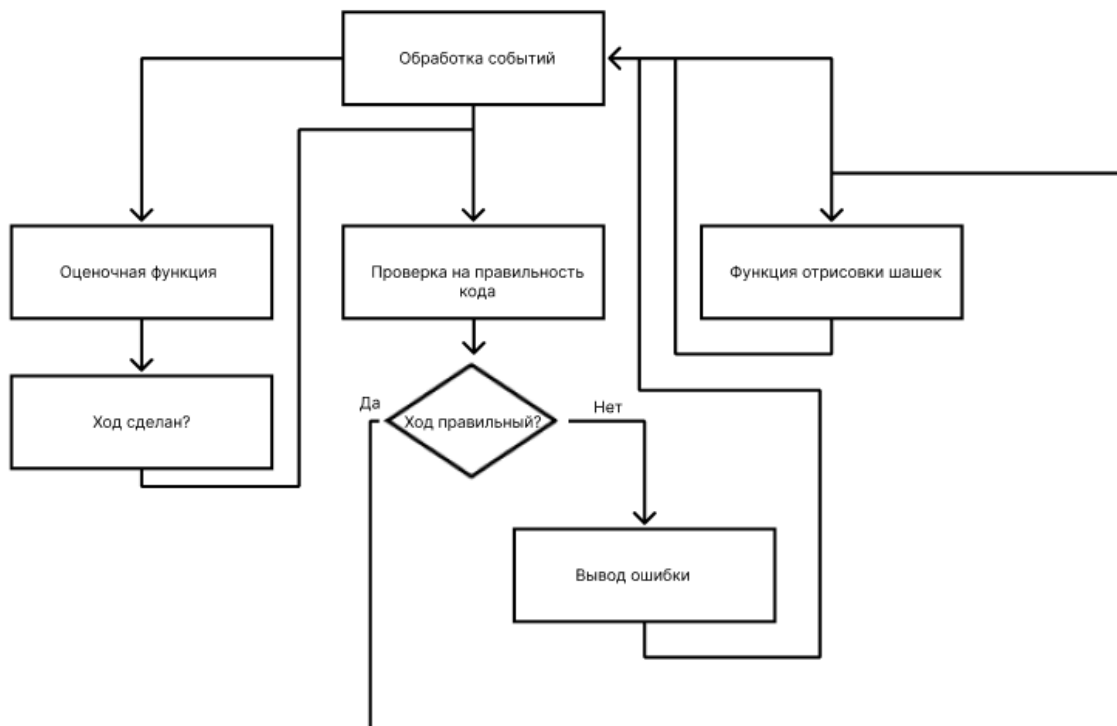 Обработка событий
Оценочная функция
Проверка на правильность
кода
Функция отрисовки шашек
Ход сделан?
Да
Ход правильный?
Нет
Вывод ошибки